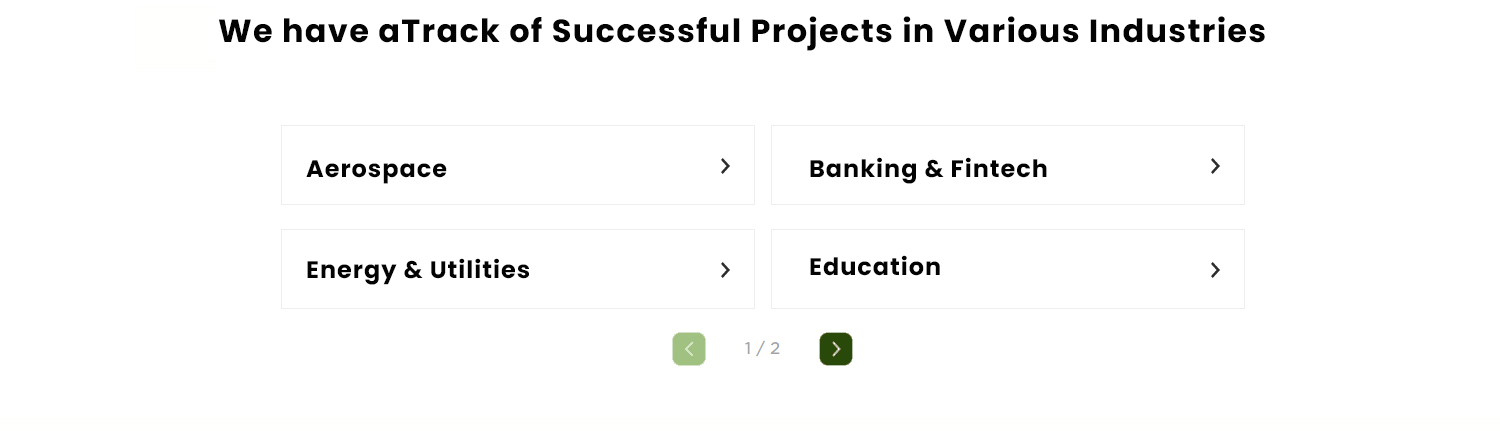 We have aTrack of Successful Projects in Various Industries
Aerospace
Banking & Fintech
Energy & Utilities
Education
1 / 2